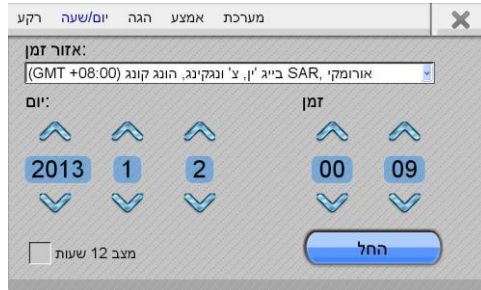 מערכת אמצע הגה יום/שעה רקע
אזור זמן:
(GMT +08:00) בייג 'ין, צ' ונגקינג, הונג קונג SAR, אורומקי
יום: זמן
2013 1 2 00 09
מצב 12 שעות
החל